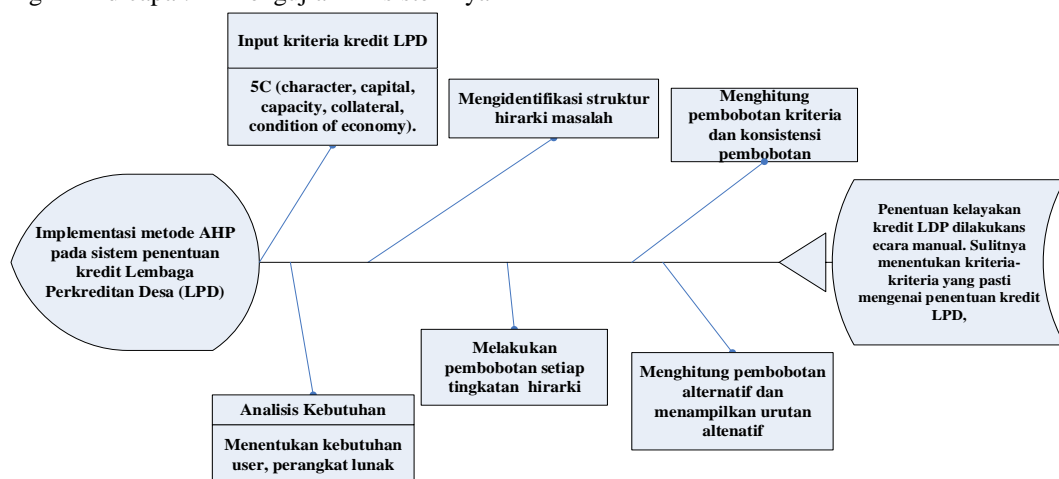 Input kriteria kredit LPD
5C (character, capital,
capacity, collateral,
condition of economy).
Mengidentifikasi struktur
hirarki masalah
Menghitung
pembobotan kriteria
dan konsistensi
pembobotan
Implementasi metode AHP
pada sistem penentuan
kredit Lembaga
Perkreditan Desa (LPD)
Penentuan kelayakan
kredit LDP dilakukans
ecara manual. Sulitnya
menentukan kriteria-
kriteria yang pasti
mengenai penentuan kredit
LPD,
Analisis Kebutuhan
Menentukan kebutuhan
user, perangkat lunak
Melakukan
pembobotan setiap
tingkatan hirarki
Menghitung pembobotan
alternatif dan
menampilkan urutan
altenatif